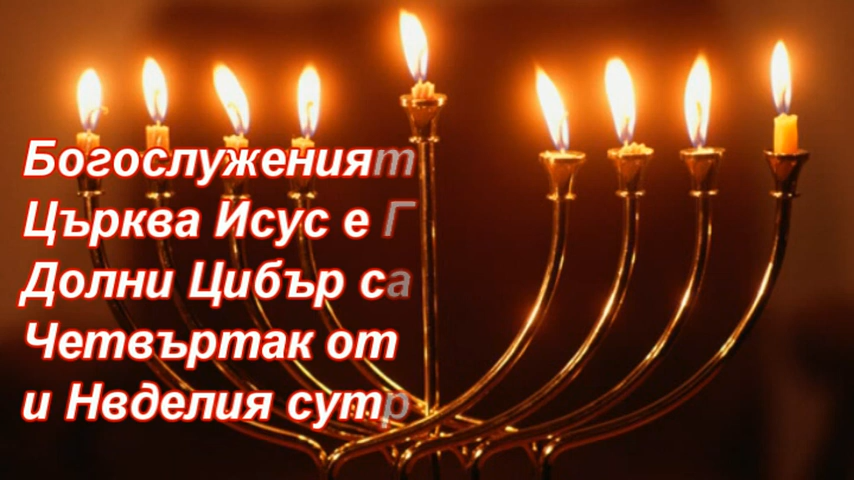 Богослуженият
Църква Исус е Г
Долни Цибър са
Четвъртак от
и Нвделия сутр